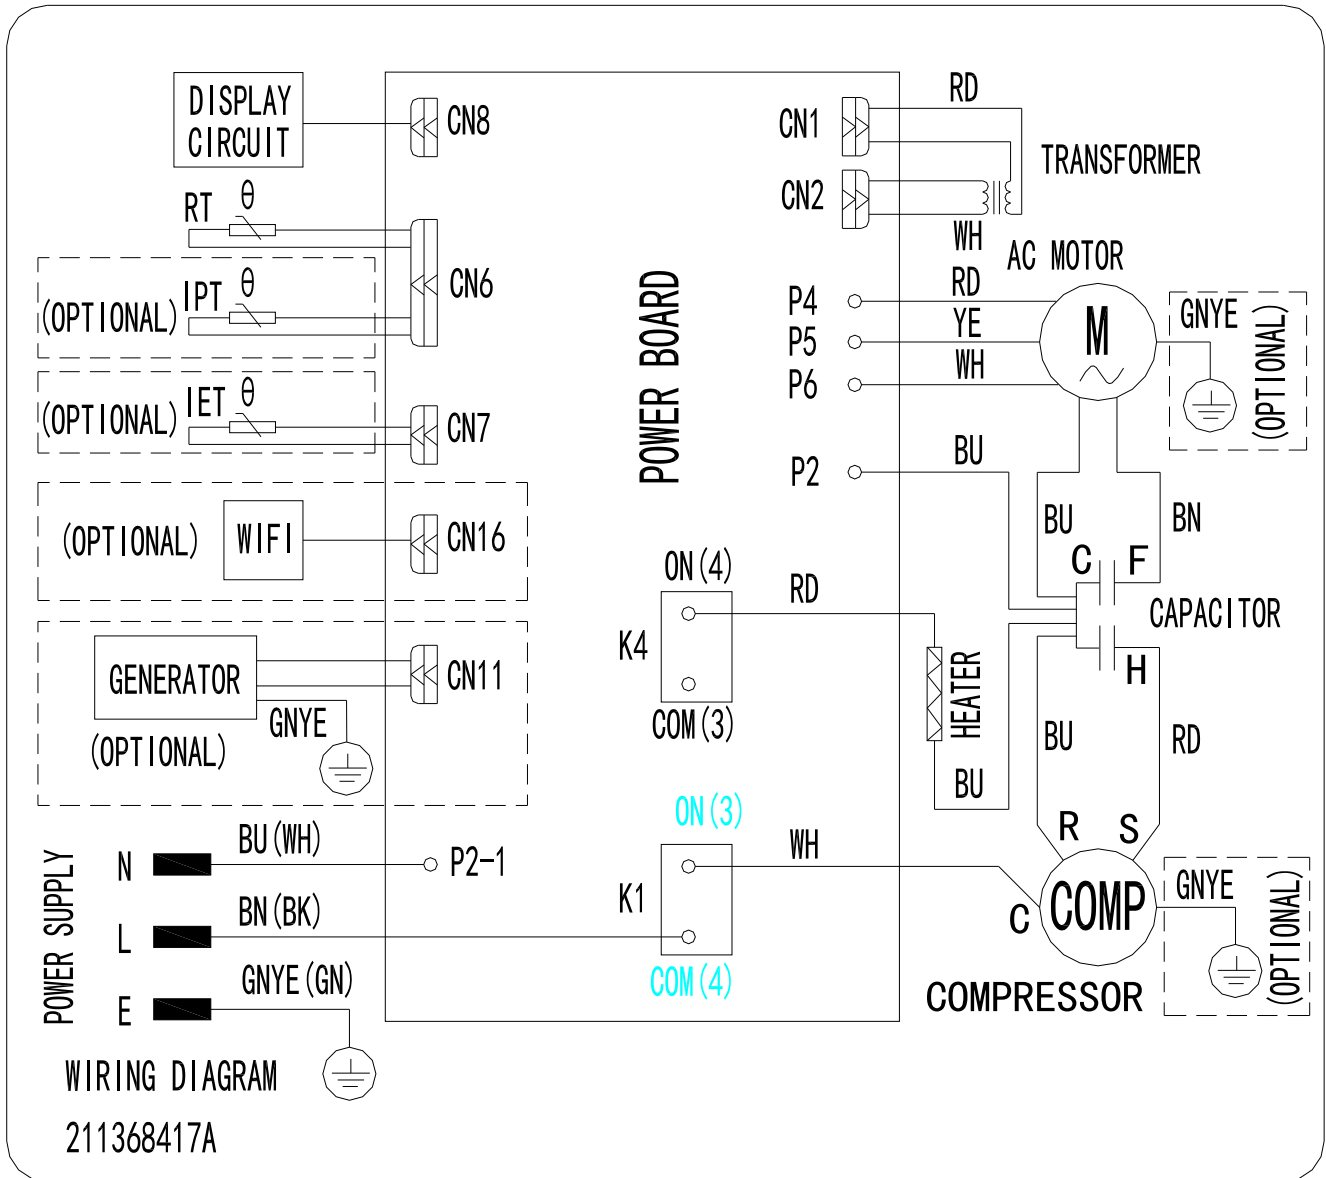 DISPLAY
CIRCUIT
CN8
RT θ
(OPTIONAL) IPT θ
CN6
(OPTIONAL) IET θ
CN7
(OPTIONAL) WIFI
CN16
GENERATOR
(OPTIONAL)
GNYE
CN11
POWER SUPPLY
N BU(WH) P2-1
L BN(BK)
E GNYE(GN)
WIRING DIAGRAM
211368417A
POWER BOARD
ON(4)
K4
COM(3)
ON(3)
K1
COM(4)
CN1
RD
TRANSFORMER
CN2
WH
AC MOTOR
P4 RD
P5 YE
P6 WH
M
GNYE
(OPTIONAL)
P2 BU
BU
BN
C F
CAPACITOR
H
RD
HEATER
BU
BU
RD
WH
R S
C COMP
COMPRESSOR
GNYE
(OPTIONAL)